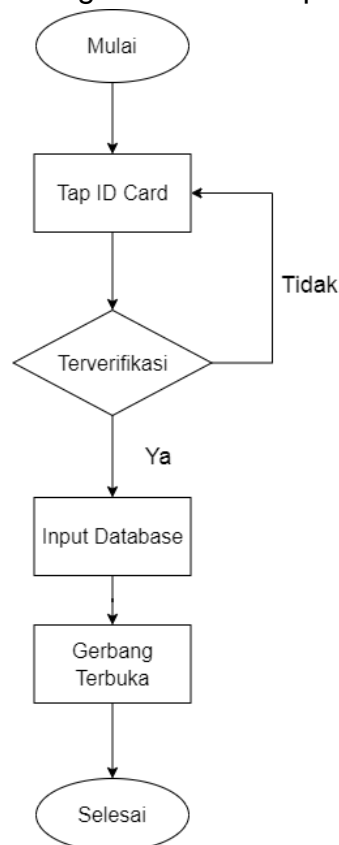 Mulai
Tap ID Card
Tidak
Terverifikasi
Ya
Input Database
Gerbang
Terbuka
Selesai